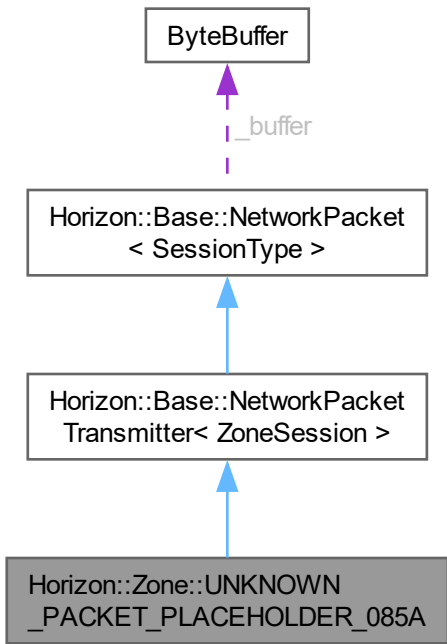 ByteBuffer
_buffer
Horizon::Base::NetworkPacket
< SessionType >
Horizon::Base::NetworkPacket
Transmitter< ZoneSession >
Horizon::Zone::UNKNOWN
_PACKET_PLACEHOLDER_085A